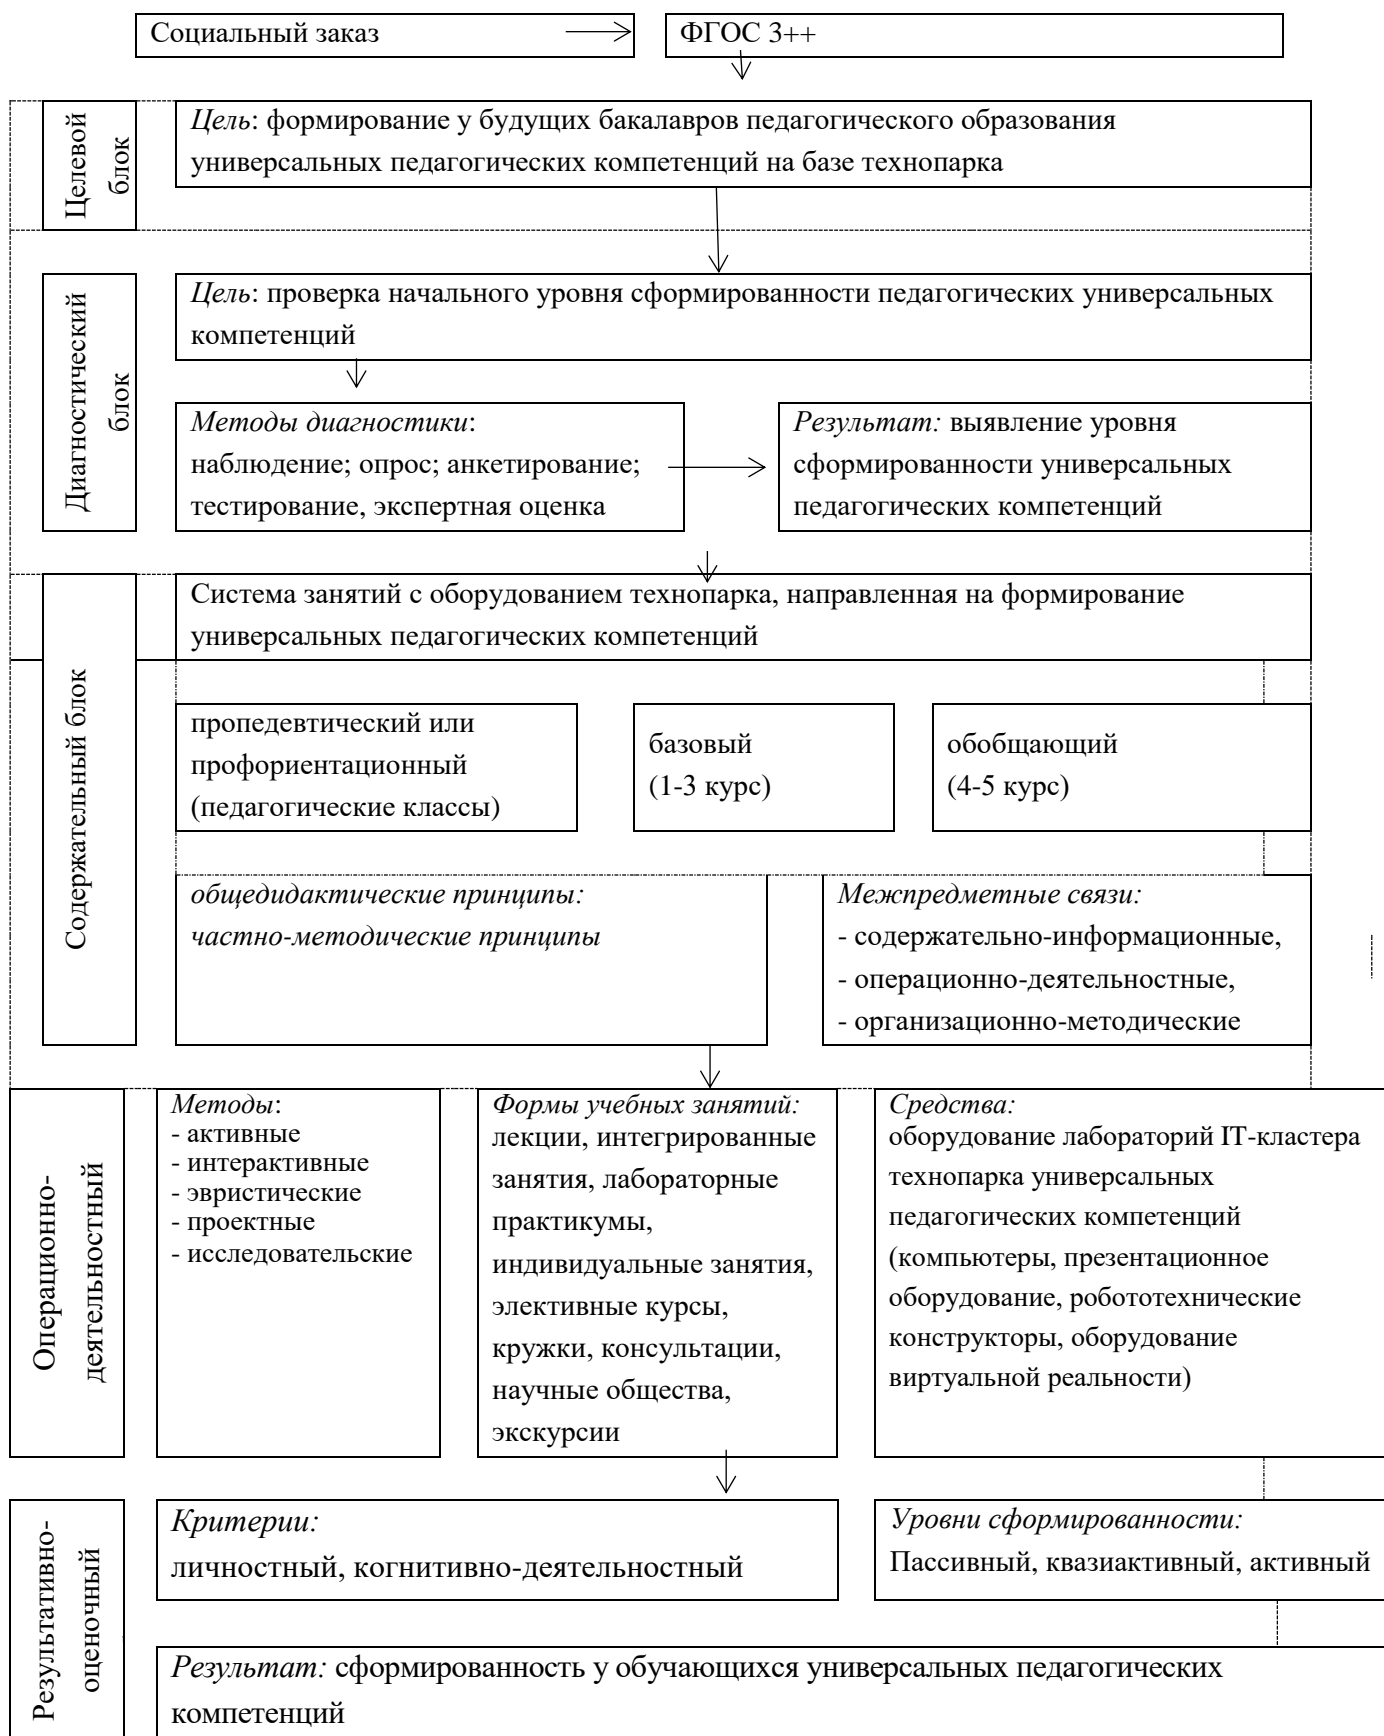 Социальный заказ
ФГОС 3++
Целевой
блок
Цель: формирование у будущих бакалавров педагогического образования
универсальных педагогических компетенций на базе технопарка
Диагностический
блок
Цель: проверка начального уровня сформированности педагогических универсальных
компетенций
Методы диагностики:
наблюдение; опрос; анкетирование;
тестирование, экспертная оценка
Результат: выявление уровня
сформированности универсальных
педагогических компетенций
Содержательный блок
Система занятий с оборудованием технопарка, направленная на формирование
универсальных педагогических компетенций
пропедевтический или
профориентационный
(педагогические классы)
базовый
(1-3 курс)
обобщающий
(4-5 курс)
общедидактические принципы:
частно-методические принципы
Межпредметные связи:
- содержательно-информационные,
- операционно-деятельностные,
- организационно-методические
Операционно-
деятельностный
Методы:
- активные
- интерактивные
- эвристические
- проектные
- исследовательские
Формы учебных занятий:
лекции, интегрированные
занятия, лабораторные
практикумы,
индивидуальные занятия,
элективные курсы,
кружки, консультации,
научные общества,
экскурсии
Средства:
оборудование лабораторий IT-кластера
технопарка универсальных
педагогических компетенций
(компьютеры, презентационное
оборудование, робототехнические
конструкторы, оборудование
виртуальной реальности)
Результативно-
оценочный
Критерии:
личностный, когнитивно-деятельностный
Уровни сформированности:
Пассивный, квазиактивный, активный
Результат: сформированность у обучающихся универсальных педагогических
компетенций